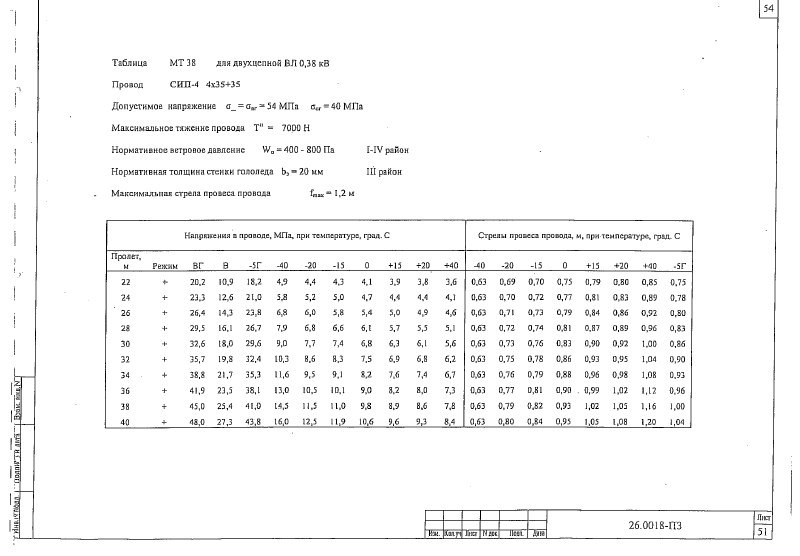 54
Таблица МТ 38 для двухцепной ВЛ 0,38 кВ
Провод СИП-4 4х35+35
Допустимое напряжение σ_ = σвг = 54 МПа σсг = 40 МПа
Максимальное тяжение провода Тн = 7000 Н
Нормативное ветровое давление Wо = 400 - 800 Па I-IV район
Нормативная толщина стенки гололеда bэ = 20 мм III район
Максимальная стрела провеса провода fmax = 1,2 м
Напряжения в проводе, МПа, при температуре, град. С Стрелы провеса провода, м, при температуре, град. С
Пролет, м Режим ВГ В -5Г -40 -20 -15 0 +15 +20 +40 -40 -20 -15 0 +15 +20 +40 -5Г
22 + 20,2 10,9 18,2 4,9 4,4 4,3 4,1 3,9 3,8 3,6 0,63 0,69 0,70 0,75 0,79 0,80 0,85 0,75
24 + 23,3 12,6 21,0 5,8 5,2 5,0 4,7 4,4 4,4 4,1 0,63 0,70 0,72 0,77 0,81 0,83 0,89 0,78
26 + 26,4 14,3 23,8 6,8 6,0 5,8 5,4 5,0 4,9 4,6 0,63 0,71 0,73 0,79 0,84 0,86 0,92 0,80
28 + 29,5 16,1 26,7 7,9 6,8 6,6 6,1 5,7 5,5 5,1 0,63 0,72 0,74 0,81 0,87 0,89 0,96 0,83
30 + 32,6 18,0 29,6 9,0 7,7 7,4 6,8 6,3 6,1 5,6 0,63 0,73 0,76 0,83 0,90 0,92 1,00 0,86
32 + 35,7 19,8 32,4 10,3 8,6 8,3 7,5 6,9 6,8 6,2 0,63 0,75 0,78 0,86 0,93 0,95 1,04 0,90
34 + 38,8 21,7 35,3 11,6 9,5 9,1 8,2 7,6 7,4 6,7 0,63 0,76 0,79 0,88 0,96 0,98 1,08 0,93
36 + 41,9 23,5 38,1 13,0 10,5 10,1 9,0 8,2 8,0 7,3 0,63 0,77 0,81 0,90 0,99 1,02 1,12 0,96
38 + 45,0 25,4 41,0 14,5 11,5 11,0 9,8 8,9 8,6 7,8 0,63 0,79 0,82 0,93 1,02 1,05 1,16 1,00
40 + 48,0 27,3 43,8 16,0 12,5 11,9 10,6 9,6 9,3 8,4 0,63 0,80 0,84 0,95 1,05 1,08 1,20 1,04
Взам. инв.N
Подпись и дата
Инв.N подл
Изм. Кол.уч Лист N док Подп. Дата
26.0018-ПЗ
Лист
51